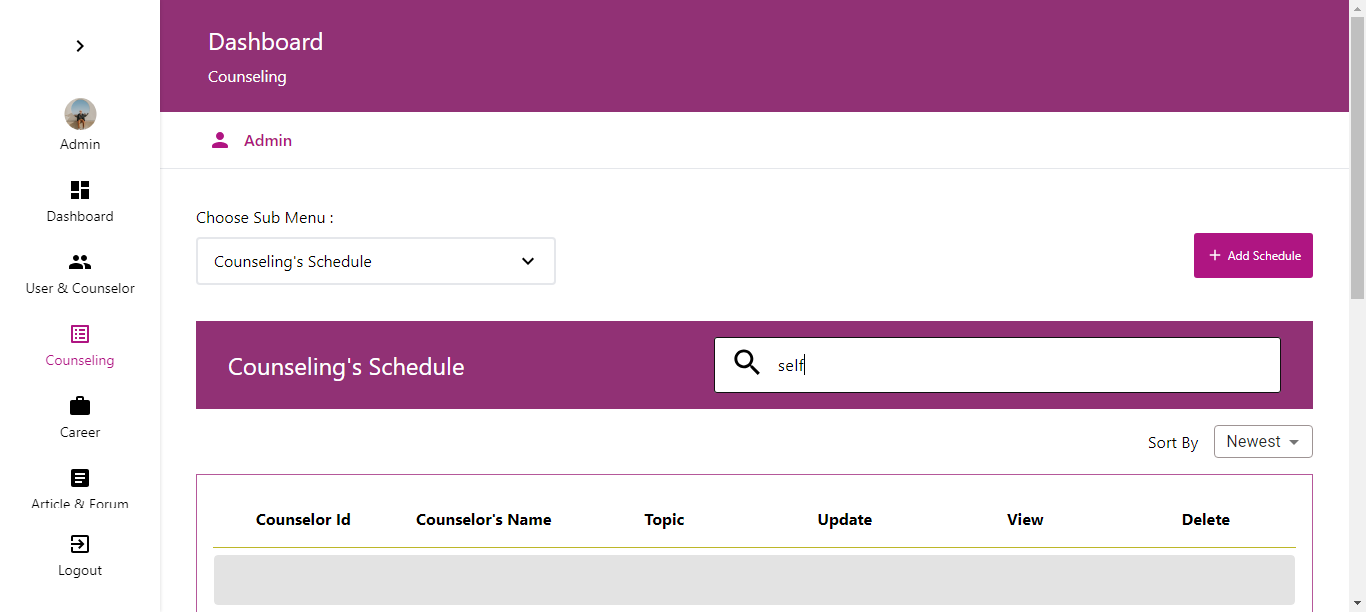 Dashboard
Counseling
Admin
Admin
Dashboard
User & Counselor
Counseling
Career
Article & Forum
Logout
Choose Sub Menu :
Counseling's Schedule
+ Add Schedule
Counseling's Schedule
self
Sort By Newest
Counselor Id Counselor's Name Topic Update View Delete